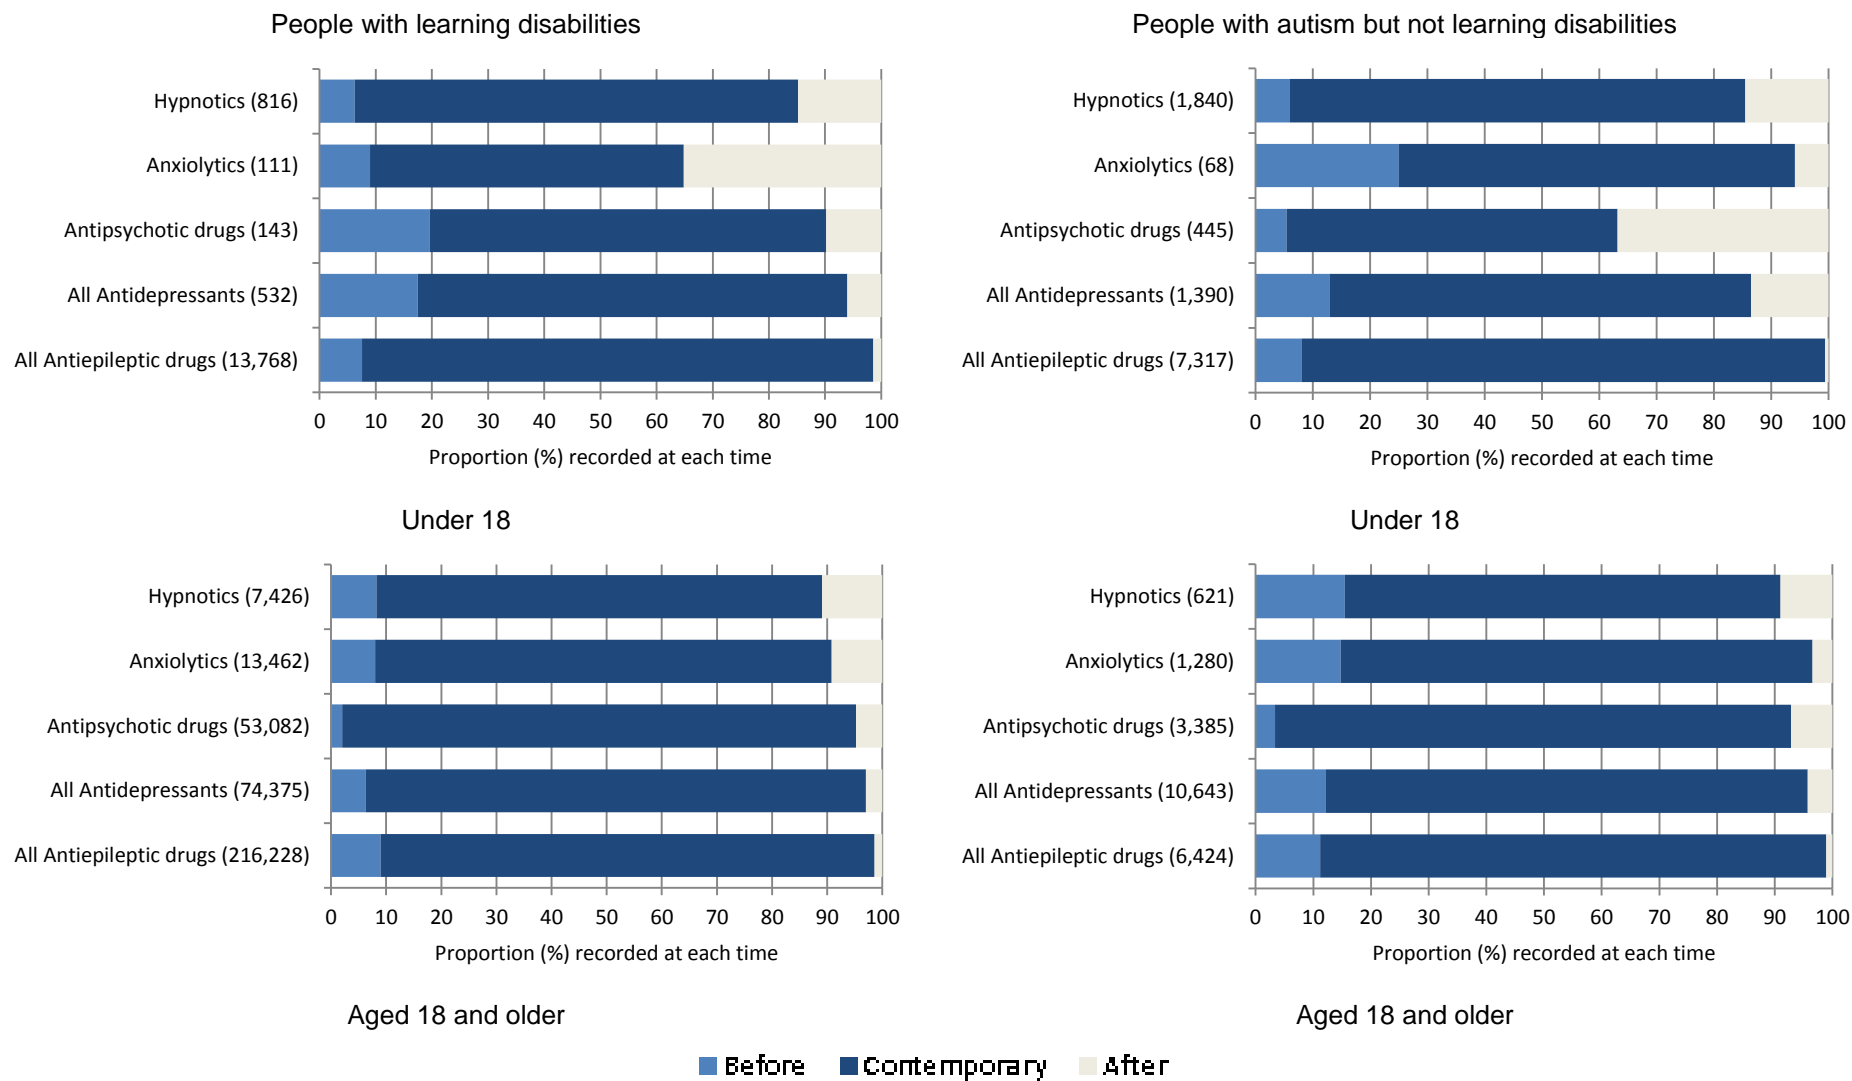 People with learning disabilities
Hypnotics (816)
Anxiolytics (111)
Antipsychotic drugs (143)
All Antidepressants (532)
All Antiepileptic drugs (13,768)
0 10 20 30 40 50 60 70 80 90 100
Proportion (%) recorded at each time
Under 18
People with autism but not learning disabilities
Hypnotics (1,840)
Anxiolytics (68)
Antipsychotic drugs (445)
All Antidepressants (1,390)
All Antiepileptic drugs (7,317)
0 10 20 30 40 50 60 70 80 90 100
Proportion (%) recorded at each time
Under 18
Hypnotics (7,426)
Anxiolytics (13,462)
Antipsychotic drugs (53,082)
All Antidepressants (74,375)
All Antiepileptic drugs (216,228)
0 10 20 30 40 50 60 70 80 90 100
Proportion (%) recorded at each time
Aged 18 and older
Hypnotics (621)
Anxiolytics (1,280)
Antipsychotic drugs (3,385)
All Antidepressants (10,643)
All Antiepileptic drugs (6,424)
0 10 20 30 40 50 60 70 80 90 100
Proportion (%) recorded at each time
Aged 18 and older
Before Contemporary After